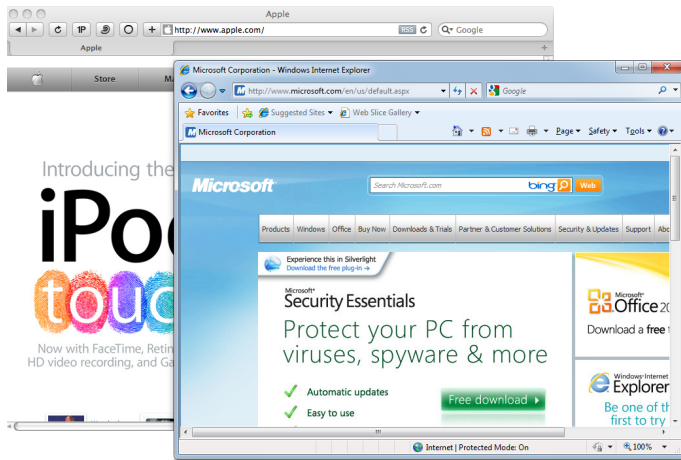 Apple
1P
http://www.apple.com/
RSS
Google
Apple
Store
Introducing the
iPo
touc
Now with FaceTime, Retin
HD video recording, and Ga
Microsoft Corporation - Windows Internet Explorer
http://www.microsoft.com/en/us/default.aspx
Google
Favorites
Suggested Sites
Web Slice Gallery
Microsoft Corporation
Page
Safety
Tools
Microsoft
Search Microsoft.com
bing
Web
Products Windows Office Buy Now Downloads & Trials Partner & Customer Solutions Security & Updates Support Abo
Experience this in Silverlight
Download the free plug-in →
Microsoft®
Security Essentials
Protect your PC from
viruses, spyware & more
Automatic updates
Easy to use
Free download
Microsoft®
Office 20
Download a free
Windows Internet
Explorer
Be one of th
first to try
Internet | Protected Mode: On
100%